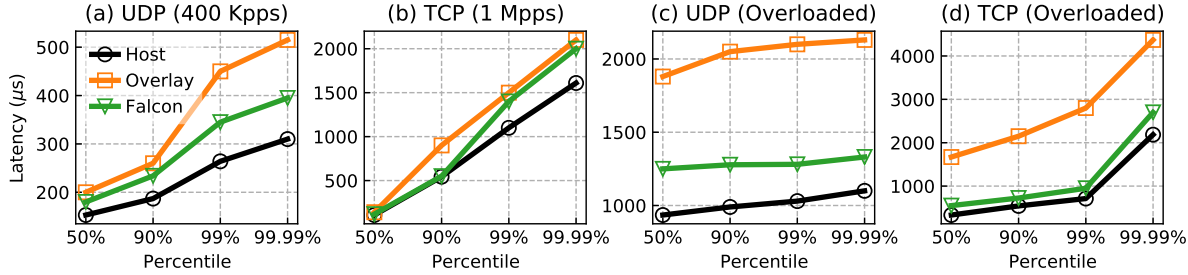 (a) UDP (400 Kpps)
(b) TCP (1 Mpps)
(c) UDP (Overloaded)
(d) TCP (Overloaded)
Latency (μs)
500
400
300
200
Host
Overlay
Falcon
50%
90%
99%
99.99%
Percentile
2000
1500
1000
500
50%
90%
99%
99.99%
Percentile
2000
1500
1000
50%
90%
99%
99.99%
Percentile
4000
3000
2000
1000
50%
90%
99%
99.99%
Percentile